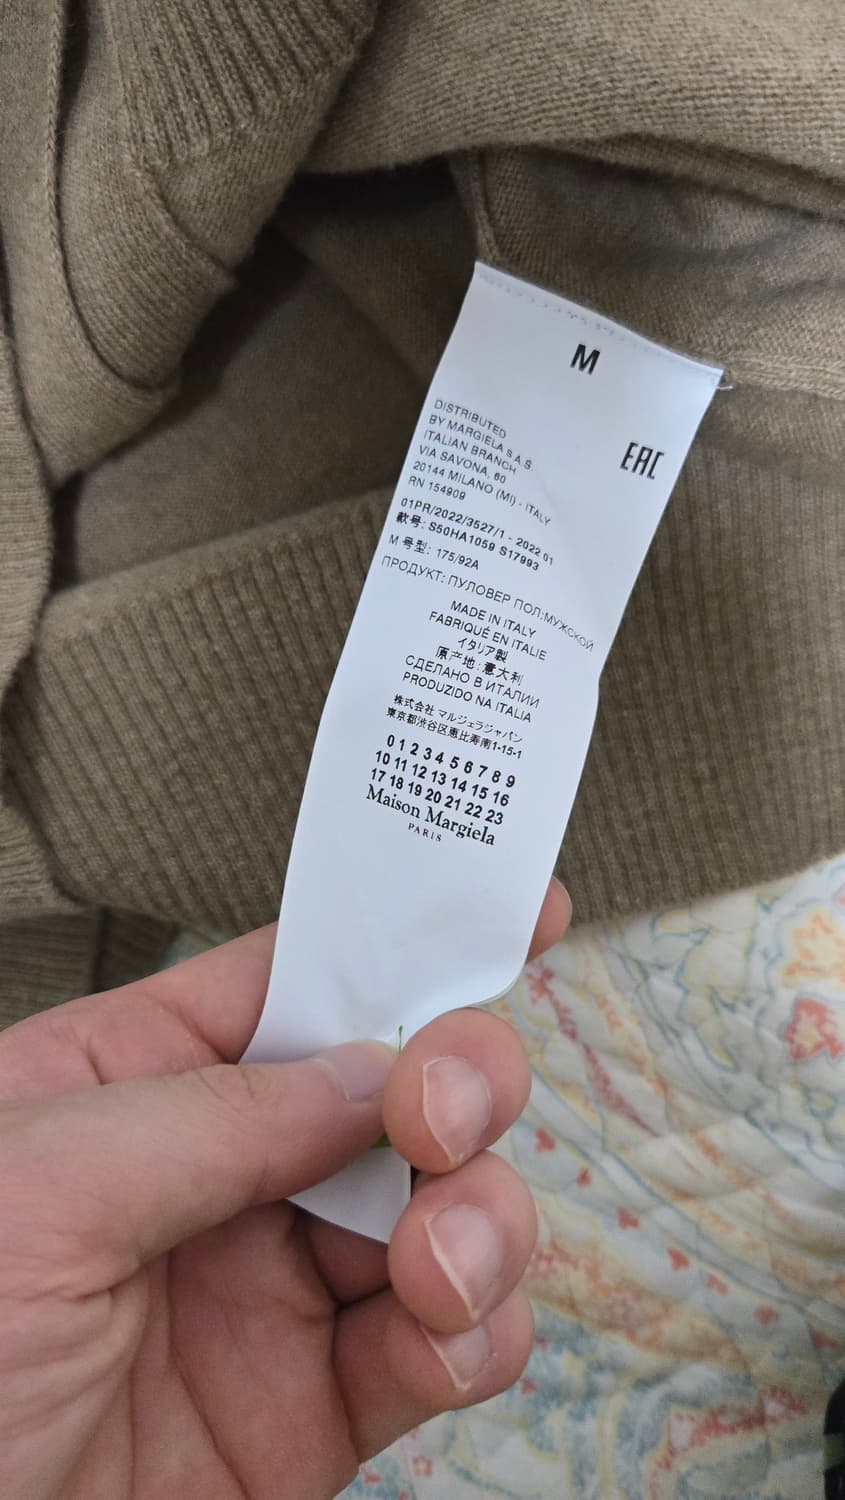 M
EAC
DISTRIBUTED
BY MARGIELA S.A.S.
ITALIAN BRANCH
VIA SAVONA, 60
20144 MILANO (MI) - ITALY
RN 154909
01PR/2022/3527/1 - 2022 01
款号: S50HA1059 S17993
M 号型: 175/92A
ПРОДУКТ: ПУЛОВЕР ПОЛ:МУЖСКОЙ
MADE IN ITALY
FABRIQUÉ EN ITALIE
イタリア製
原产地:意大利
СДЕЛАНО В ИТАЛИИ
PRODUZIDO NA ITALIA
株式会社 マルジェラジャパン
東京都渋谷区恵比寿南1-15-1
0 1 2 3 4 5 6 7 8 9
10 11 12 13 14 15 16
17 18 19 20 21 22 23
Maison Margiela
PARIS